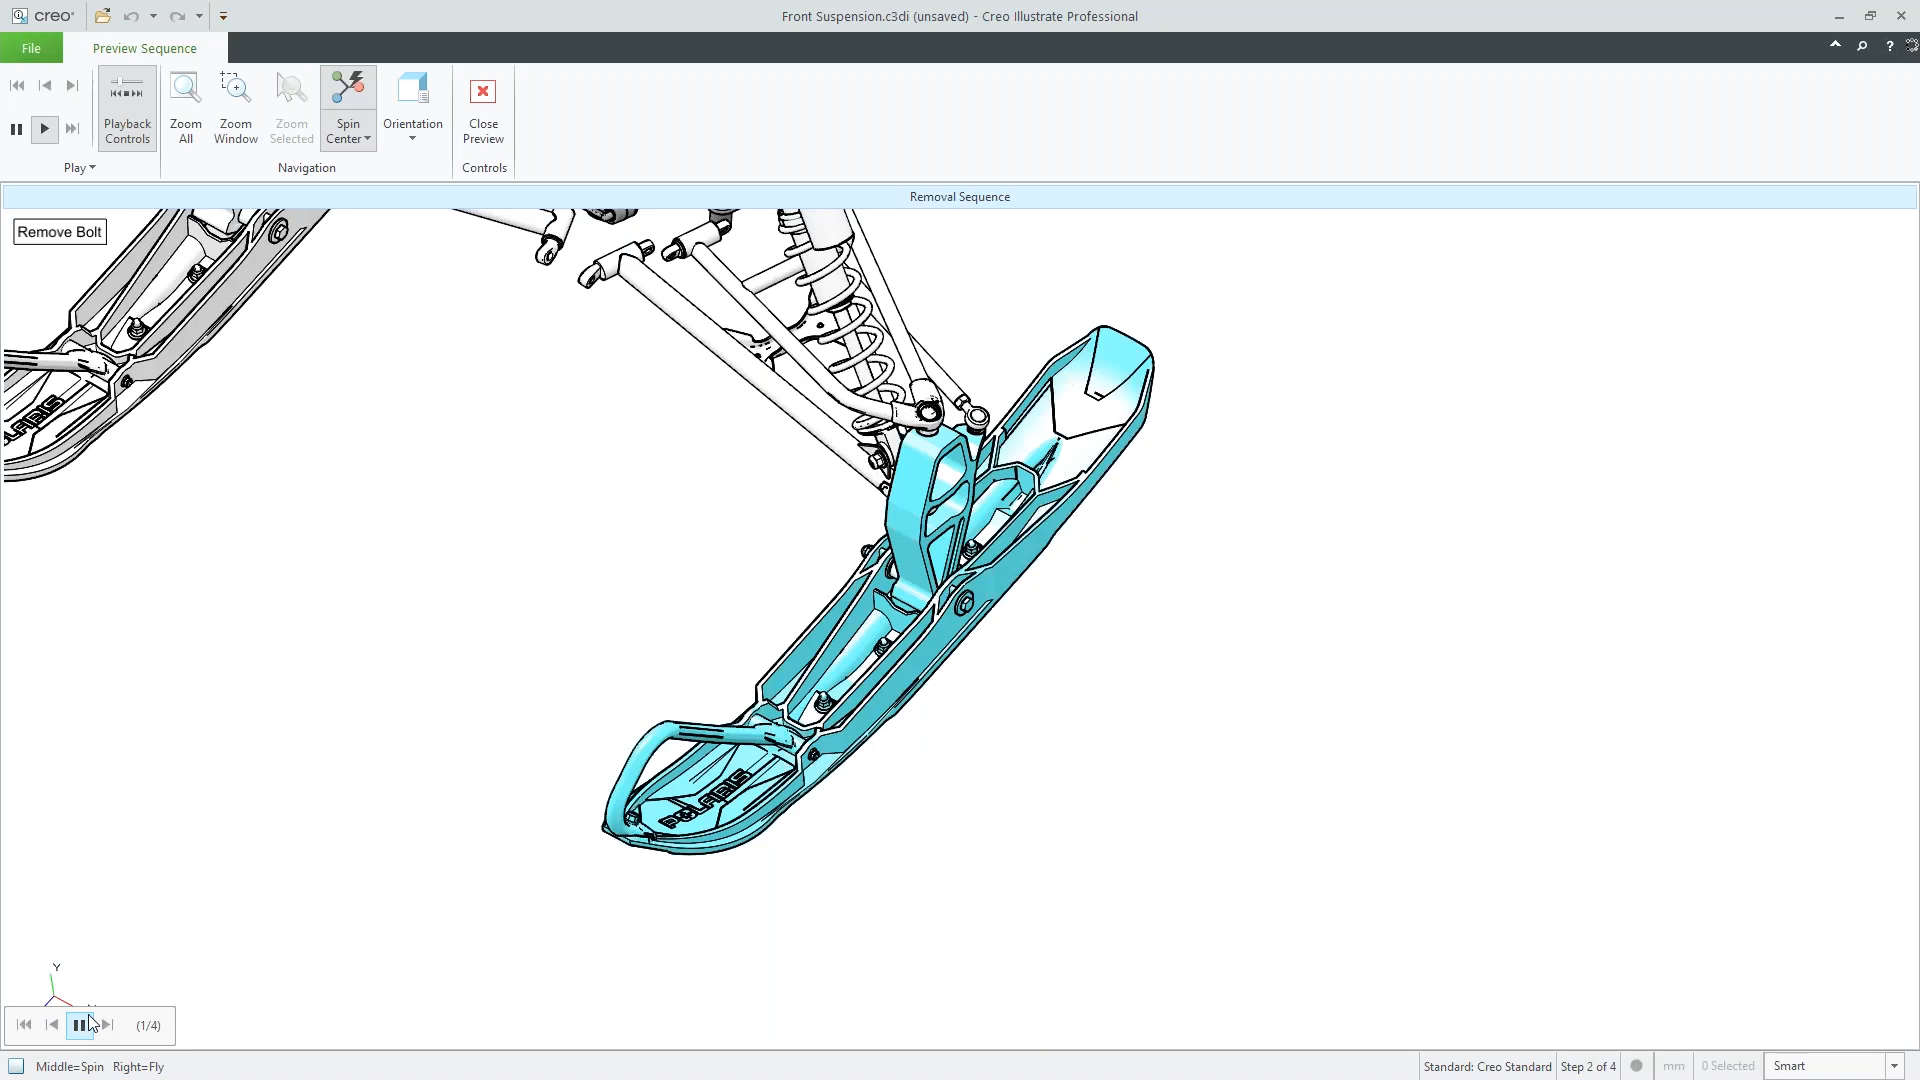 creo
Front Suspension.c3di (unsaved) - Creo Illustrate Professional
File
Preview Sequence
?
Playback Controls
Zoom All
Zoom Window
Zoom Selected
Spin Center
Orientation
Close Preview
Play
Navigation
Controls
Removal Sequence
Remove Bolt
POLARIS
POLARIS
Y
(1/4)
Middle=Spin Right=Fly
Standard: Creo Standard
Step 2 of 4
mm
0 Selected
Smart